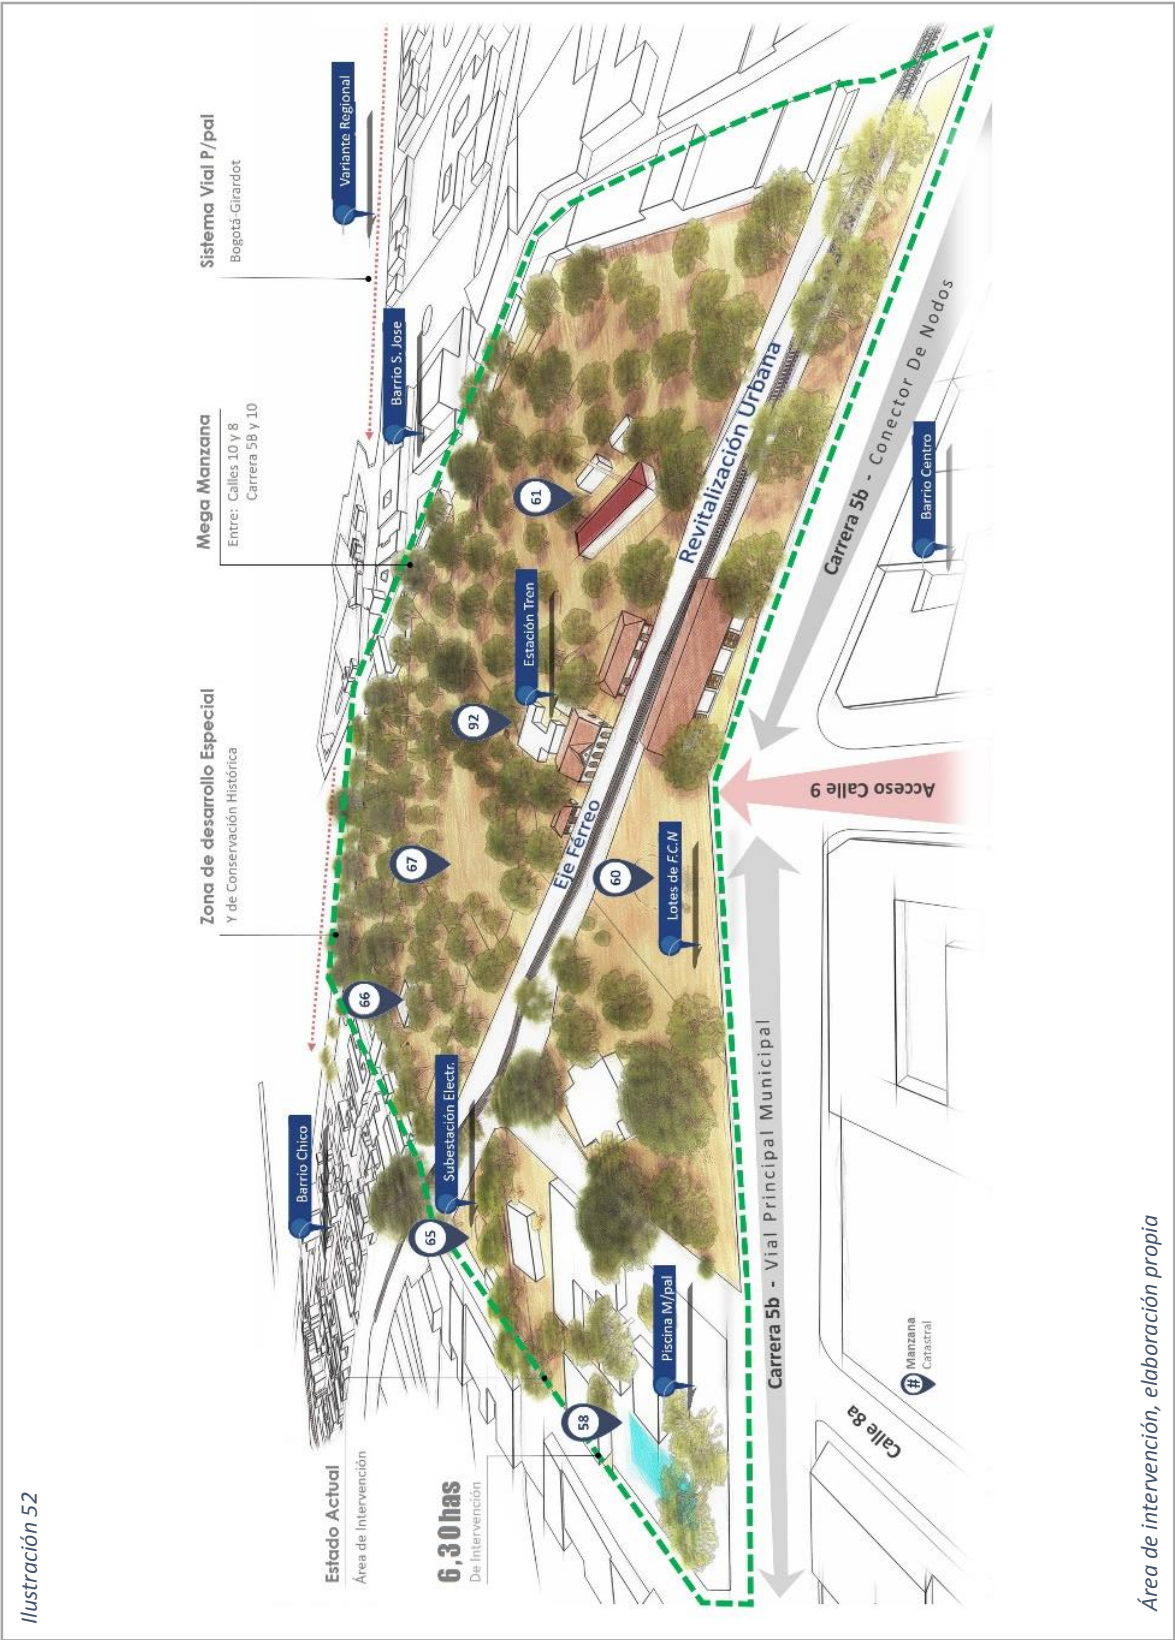 Ilustración 52
Estado Actual
Área de Intervención
6,30has
De Intervención
Zona de desarrollo Especial
Y de Conservación Histórica
Mega Manzana
Entre: Calles 10 y 8
Carrera 5B y 10
Sistema Vial P/pal
Bogotá-Girardot
Variante Regional
Barrio S. Jose
Barrio Chico
66
67
92
61
65
58
60
Subestación Electr.
Estación Tren
Eje Férreo
Revitalización Urbana
Piscina M/pal
Lotes de F.C.N
Carrera 5b - Vial Principal Municipal
Acceso Calle 9
Carrera 5b - Conector De Nodos
Barrio Centro
Calle 8a
#
Manzana
Catastral
Área de intervención, elaboración propia